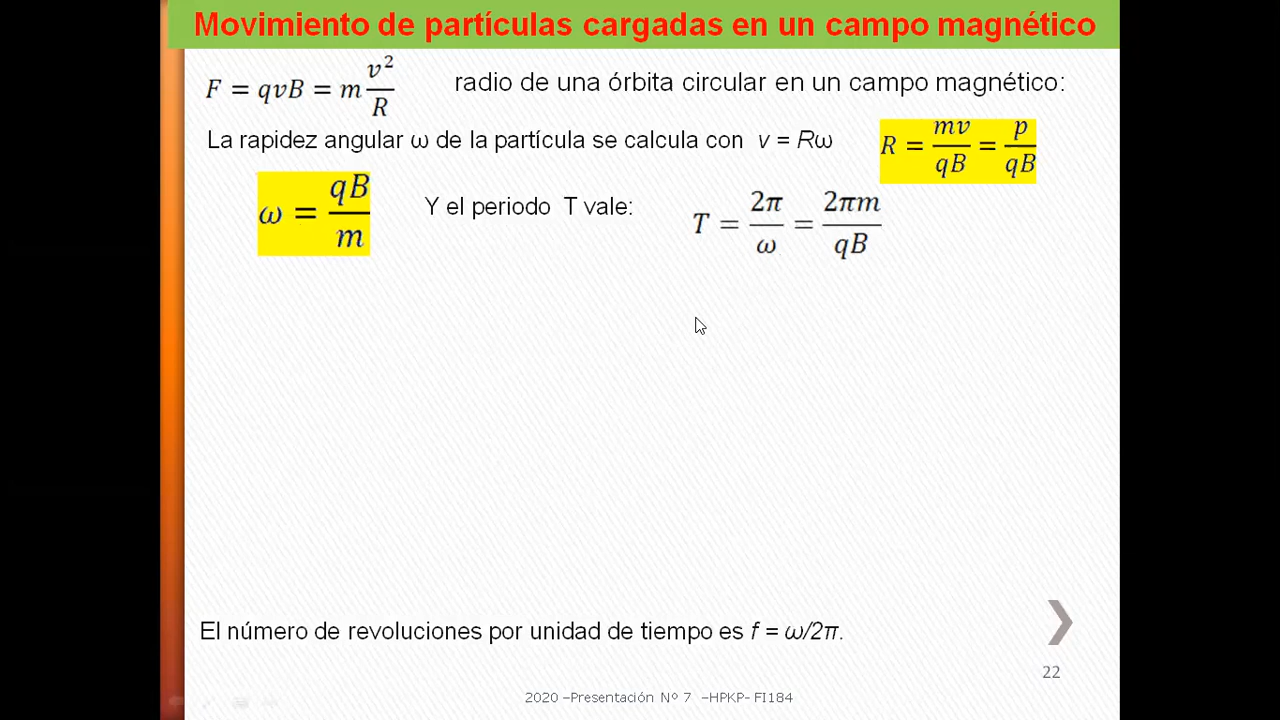 Movimiento de partículas cargadas en un campo magnético
F = qvB = m v²/R
radio de una órbita circular en un campo magnético:
La rapidez angular ω de la partícula se calcula con v = Rω
R = mv/qB = p/qB
ω = qB/m
Y el periodo T vale:
T = 2π/ω = 2πm/qB
El número de revoluciones por unidad de tiempo es f = ω/2π.
22
2020 –Presentación Nº 7 –HPKP- FI184